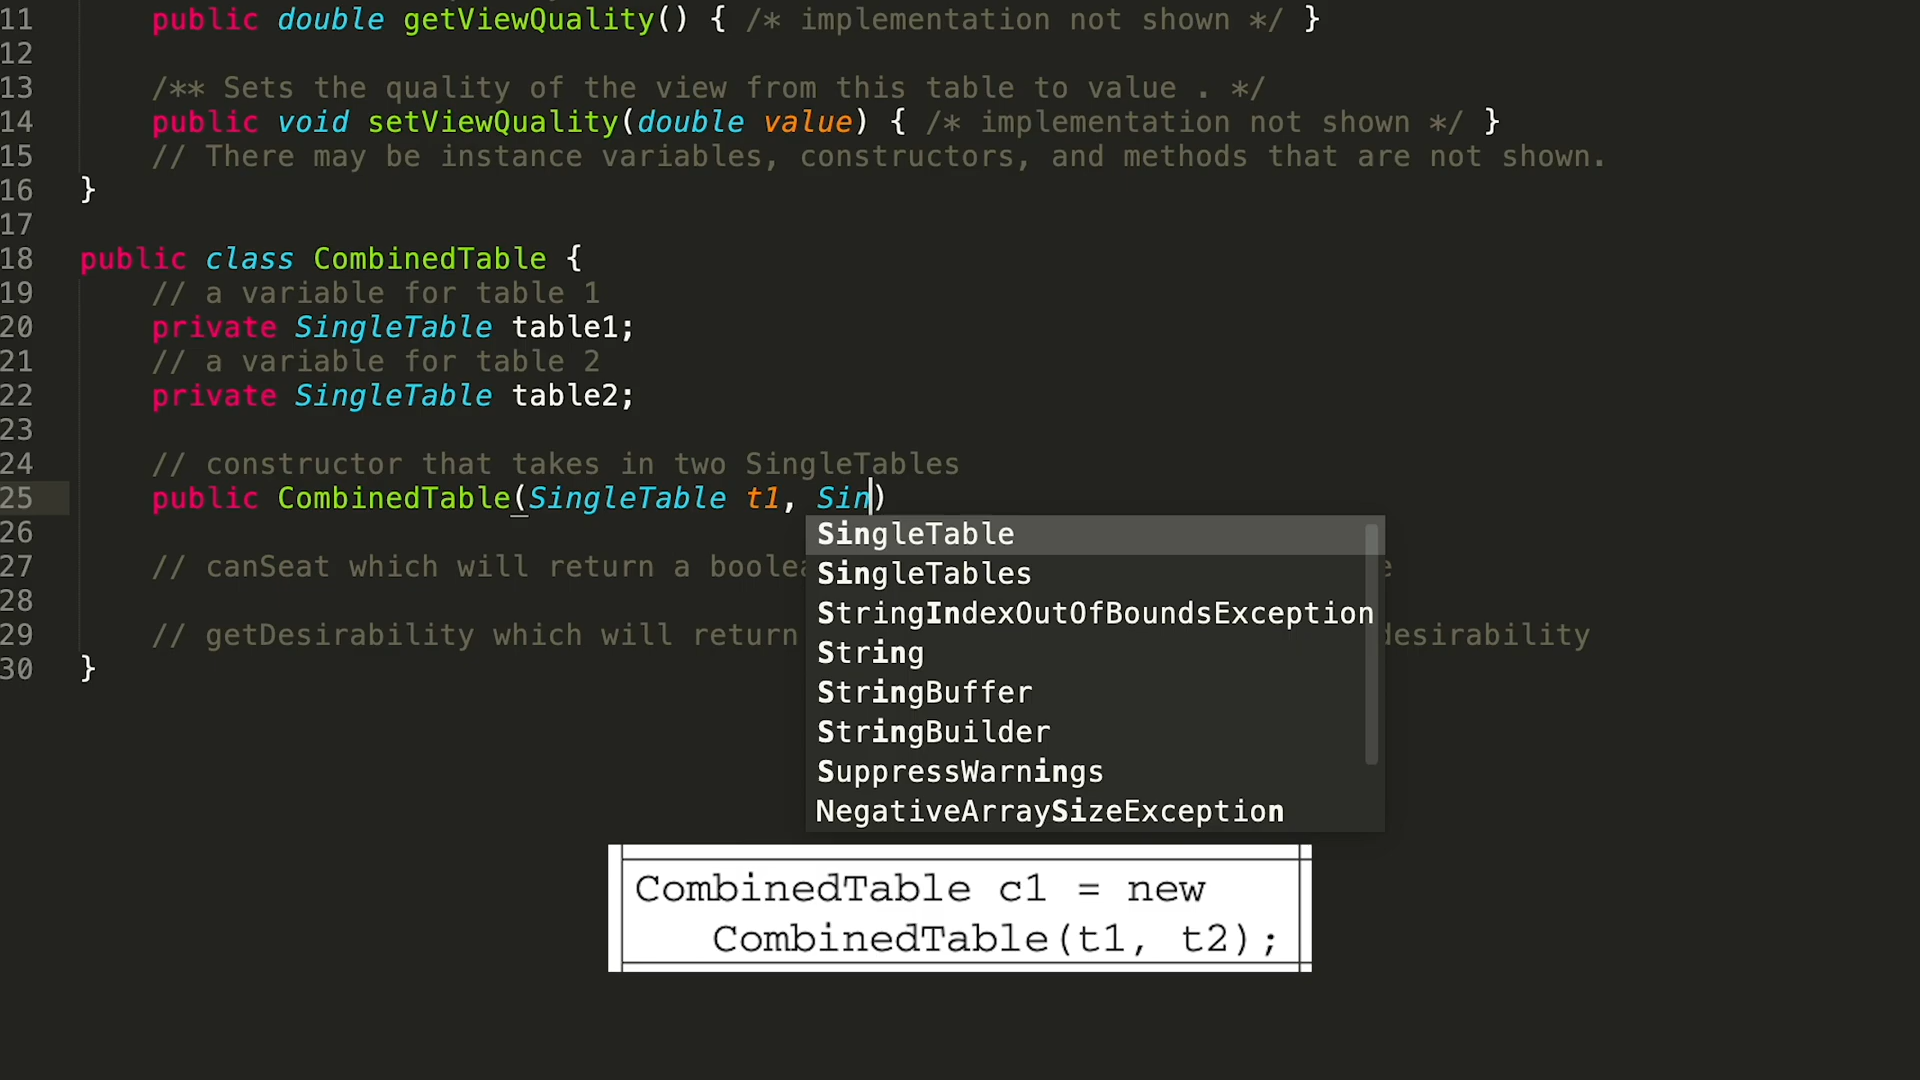 11 public double getViewQuality() { /* implementation not shown */ }
12
13 /** Sets the quality of the view from this table to value . */
14 public void setViewQuality(double value) { /* implementation not shown */ }
15 // There may be instance variables, constructors, and methods that are not shown.
16 }
17
18 public class CombinedTable {
19 // a variable for table 1
20 private SingleTable table1;
21 // a variable for table 2
22 private SingleTable table2;
23
24 // constructor that takes in two SingleTables
25 public CombinedTable(SingleTable t1, Sin)
26
SingleTable
27 // canSeat which will return a
SingleTables
28
StringIndexOutOfBoundsException
29 // getDesirability which will return desirability
String
30 }
StringBuffer
StringBuilder
SuppressWarnings
NegativeArraySizeException
CombinedTable c1 = new
CombinedTable(t1, t2);